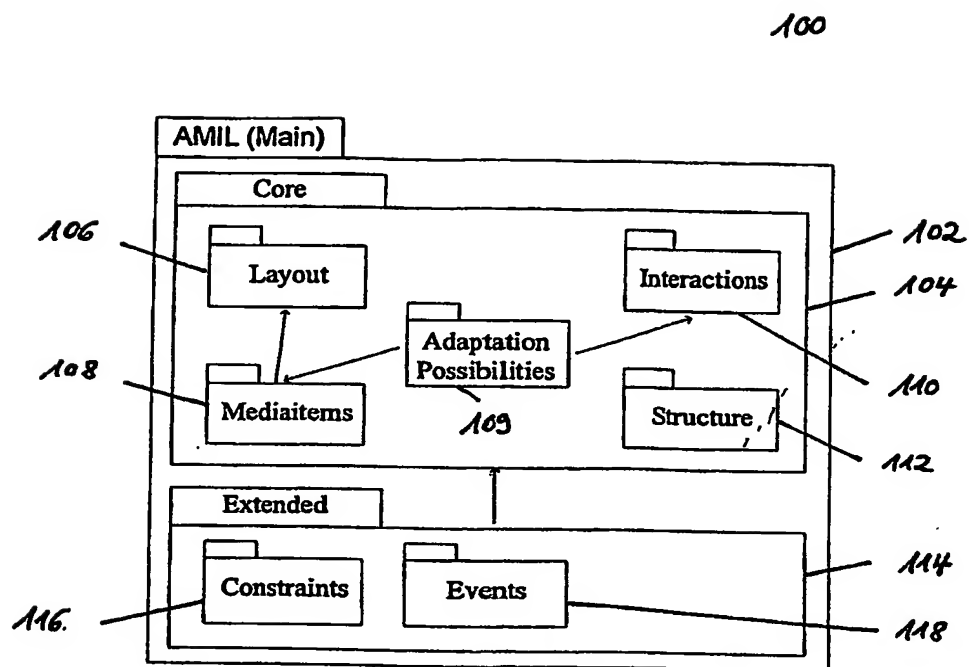 100
AMIL (Main)
Core
106
Layout
Interactions
102
104
Adaptation
Possibilities
108
Mediaitems
109
Structure
110
112
Extended
Constraints
Events
114
116.
118